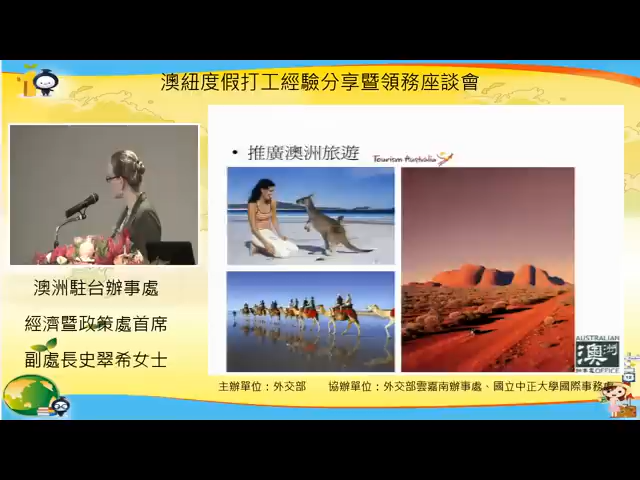 澳紐度假打工經驗分享暨領務座談會
• 推廣澳洲旅遊
Tourism Australia
澳洲駐台辦事處
經濟暨政策處首席
副處長史翠希女士
AUSTRALIAN
澳洲
OFFICE
主辦單位：外交部 協辦單位：外交部雲嘉南辦事處、國立中正大學國際事務處